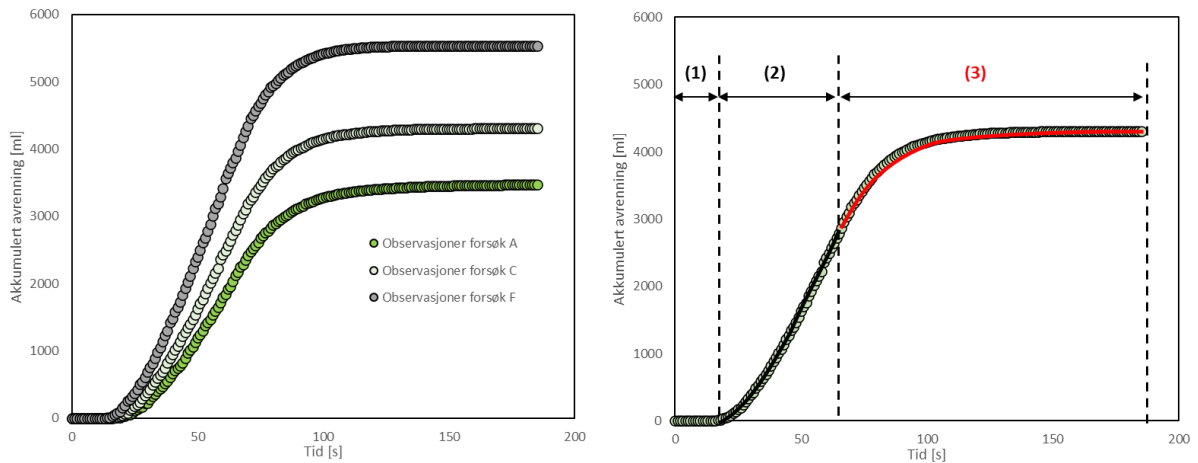 6000
5000
4000
3000
2000
1000
0
Akkumulert avrenning [ml]
Observasjoner forsøk A
Observasjoner forsøk C
Observasjoner forsøk F
0 50 100 150 200
Tid [s]
6000
5000
4000
3000
2000
1000
0
Akkumulert avrenning [ml]
(1) (2) (3)
0 50 100 150 200
Tid [s]